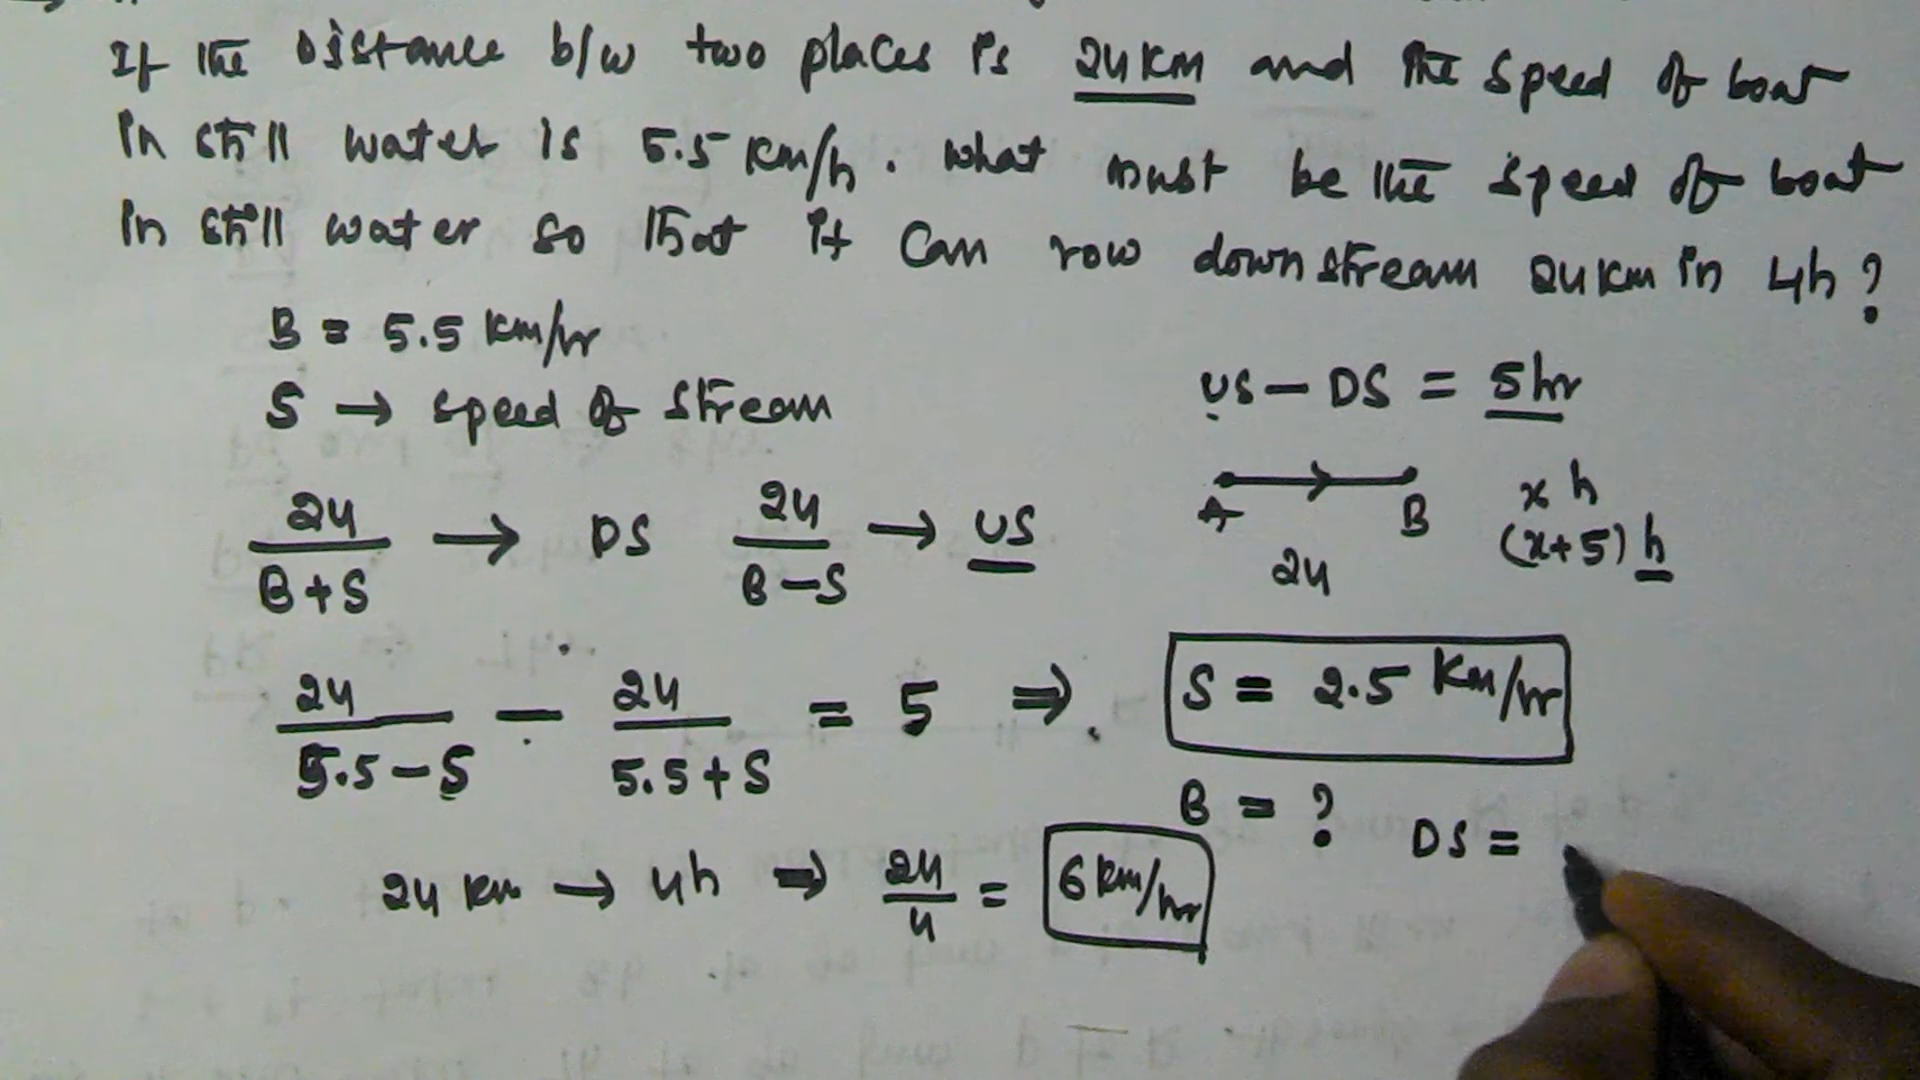 If the Distance b/w two places is 24 km and the speed of boat
in still water is 5.5 km/h. what must be the speed of boat
in still water so that it can row downstream 24 km in 4h?
B = 5.5 km/hr
S → speed of stream
US - DS = 5hr
A B
24
x h
(x+5) h
24/(B+S) → DS 24/(B-S) → US
24/(5.5-S) - 24/(5.5+S) = 5 ⇒ S = 2.5 km/hr
B = ? DS =
24 km → 4h ⇒ 24/4 = 6 km/hr